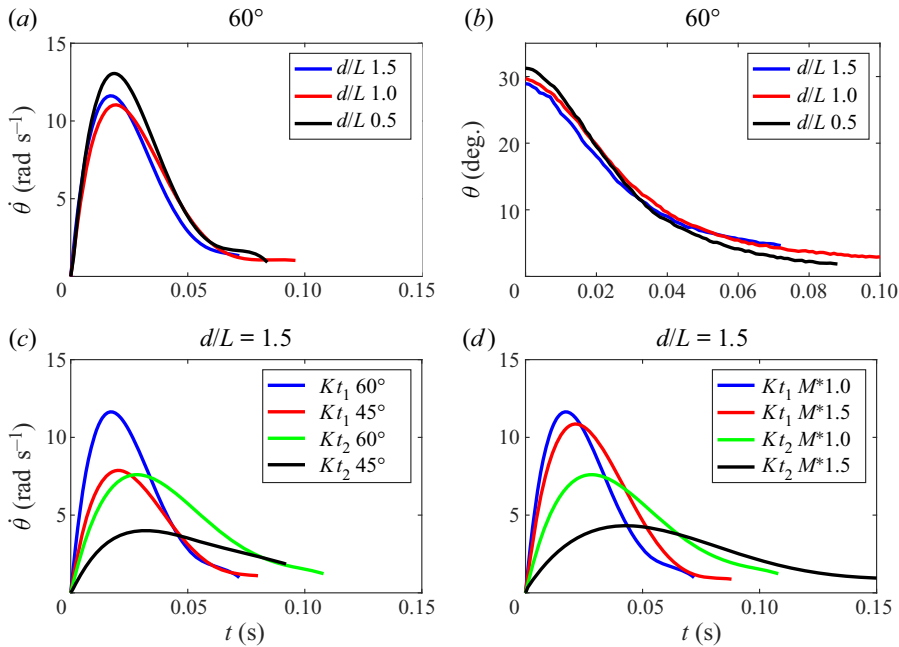 (a) 60° (b) 60°
15
10
5
0 0.05 0.10 0.15
θ̇ (rad s⁻¹)
d/L 1.5
d/L 1.0
d/L 0.5
30
20
10
0 0.02 0.04 0.06 0.08 0.10
θ (deg.)
d/L 1.5
d/L 1.0
d/L 0.5
(c) d/L = 1.5 (d) d/L = 1.5
15
10
5
0 0.05 0.10 0.15
θ̇ (rad s⁻¹)
t (s)
Kt₁ 60°
Kt₁ 45°
Kt₂ 60°
Kt₂ 45°
15
10
5
0 0.05 0.10 0.15
t (s)
Kt₁ M*1.0
Kt₁ M*1.5
Kt₂ M*1.0
Kt₂ M*1.5